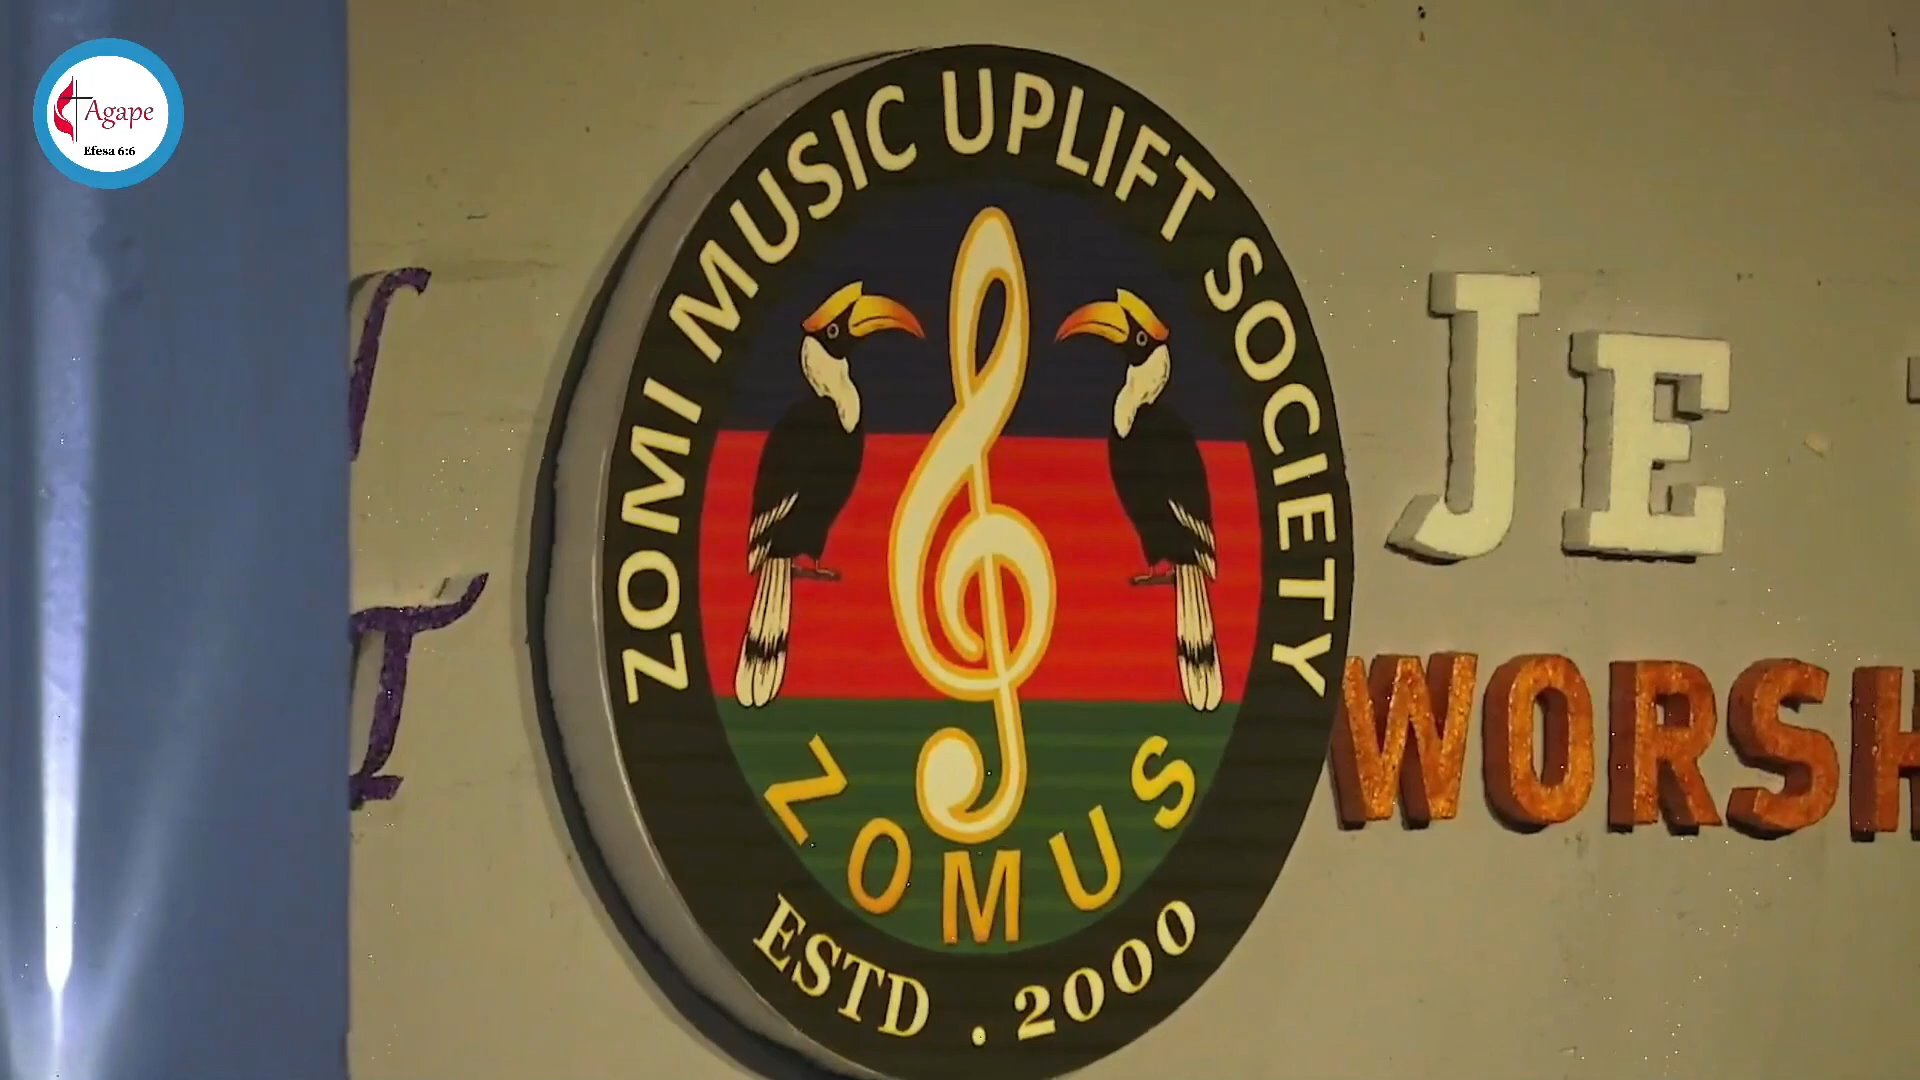 Agape
Efesa 6:6
ZOMI MUSIC UPLIFT SOCIETY
ZOMUS
ESTD . 2000
JE
WORSH